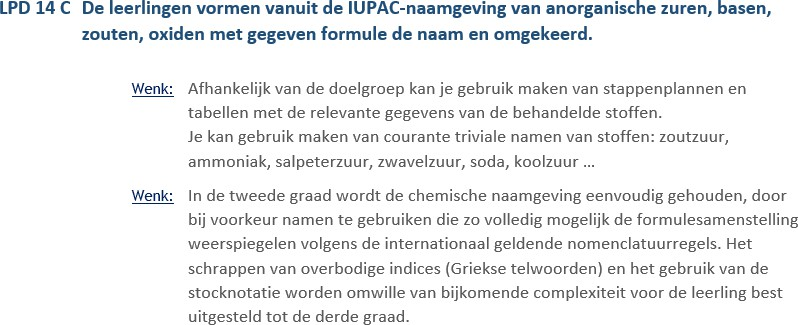 LPD 14 C De leerlingen vormen vanuit de IUPAC-naamgeving van anorganische zuren, basen,
zouten, oxiden met gegeven formule de naam en omgekeerd.
Wenk: Afhankelijk van de doelgroep kan je gebruik maken van stappenplannen en
tabellen met de relevante gegevens van de behandelde stoffen.
Je kan gebruik maken van courante triviale namen van stoffen: zoutzuur,
ammoniak, salpeterzuur, zwavelzuur, soda, koolzuur ...
Wenk: In de tweede graad wordt de chemische naamgeving eenvoudig gehouden, door
bij voorkeur namen te gebruiken die zo volledig mogelijk de formulesamenstelling
weerspiegelen volgens de internationaal geldende nomenclatuurregels. Het
schrappen van overbodige indices (Griekse telwoorden) en het gebruik van de
stocknotatie worden omwille van bijkomende complexiteit voor de leerling best
uitgesteld tot de derde graad.